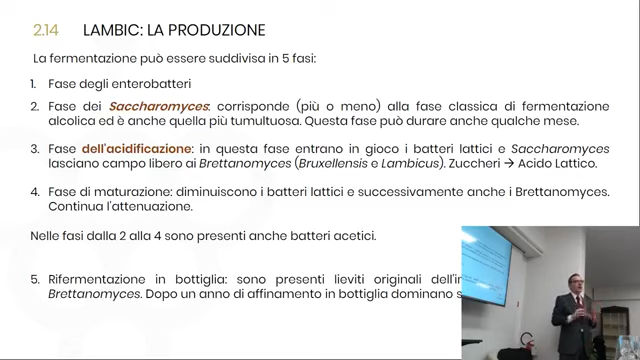 2.14 LAMBIC: LA PRODUZIONE
La fermentazione può essere suddivisa in 5 fasi:
1. Fase degli enterobatteri
2. Fase dei Saccharomyces: corrisponde (più o meno) alla fase classica di fermentazione
alcolica ed è anche quella più tumultuosa. Questa fase può durare anche qualche mese.
3. Fase dell'acidificazione: in questa fase entrano in gioco i batteri lattici e Saccharomyces
lasciano campo libero ai Brettanomyces (Bruxellensis e Lambicus). Zuccheri → Acido Lattico.
4. Fase di maturazione: diminuiscono i batteri lattici e successivamente anche i Brettanomyces.
Continua l'attenuazione.
Nelle fasi dalla 2 alla 4 sono presenti anche batteri acetici.
5. Rifermentazione in bottiglia: sono presenti lieviti originali
Brettanomyces. Dopo un anno di affinamento in bottiglia dominano